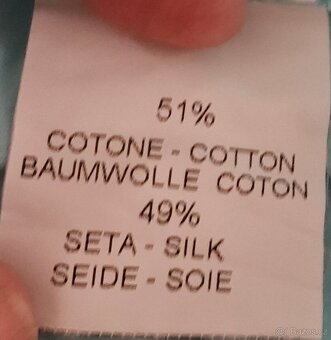 51%
COTONE - COTTON
BAUMWOLLE COTON
49%
SETA - SILK
SEIDE - SOIE